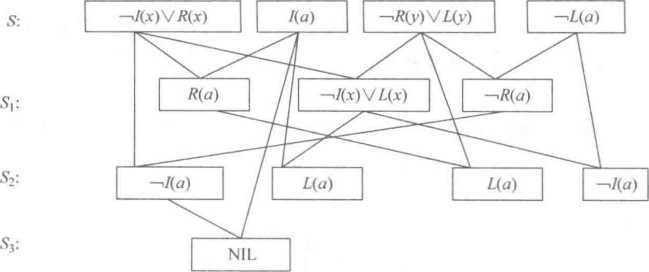 S: ¬I(x)∨R(x) I(a) ¬R(y)∨L(y) ¬L(a)
S₁: R(a) ¬I(x)∨L(x) ¬R(a)
S₂: ¬I(a) L(a) L(a) ¬I(a)
S₃: NIL